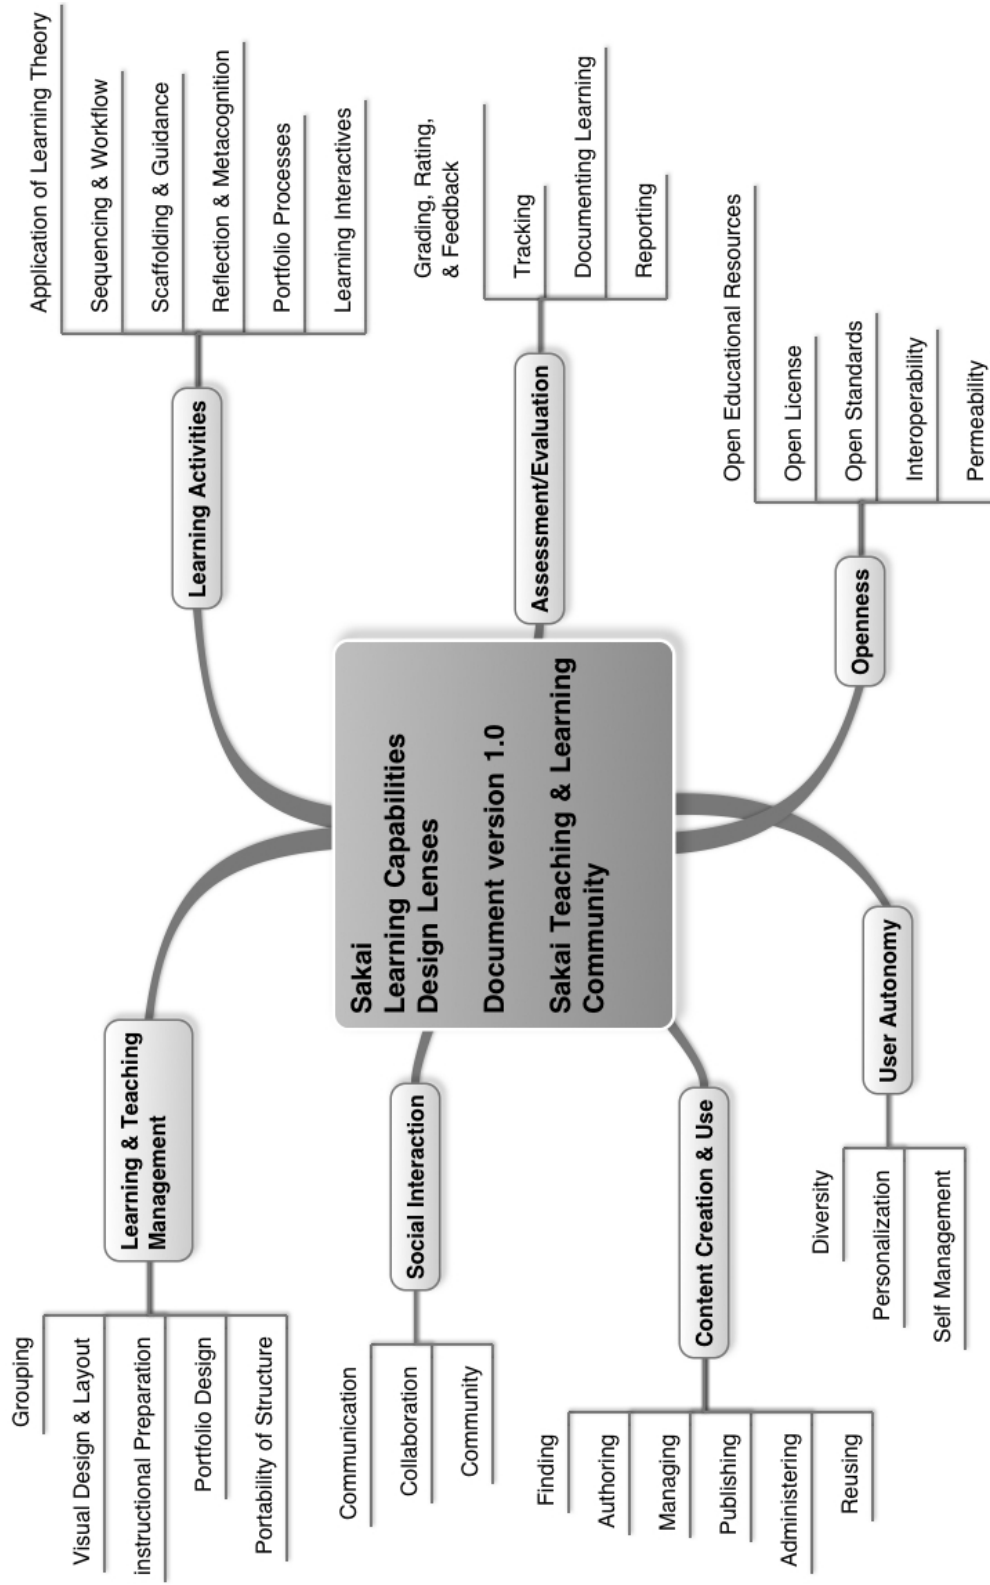 Sakai
Learning Capabilities
Design Lenses
Document version 1.0
Sakai Teaching & Learning
Community
Learning & Teaching
Management
Grouping
Visual Design & Layout
instructional Preparation
Portfolio Design
Portability of Structure
Social Interaction
Communication
Collaboration
Community
Content Creation & Use
Finding
Authoring
Managing
Publishing
Administering
Reusing
User Autonomy
Diversity
Personalization
Self Management
Learning Activities
Application of Learning Theory
Sequencing & Workflow
Scaffolding & Guidance
Reflection & Metacognition
Portfolio Processes
Learning Interactives
Assessment/Evaluation
Grading, Rating,
& Feedback
Tracking
Documenting Learning
Reporting
Openness
Open Educational Resources
Open License
Open Standards
Interoperability
Permeability